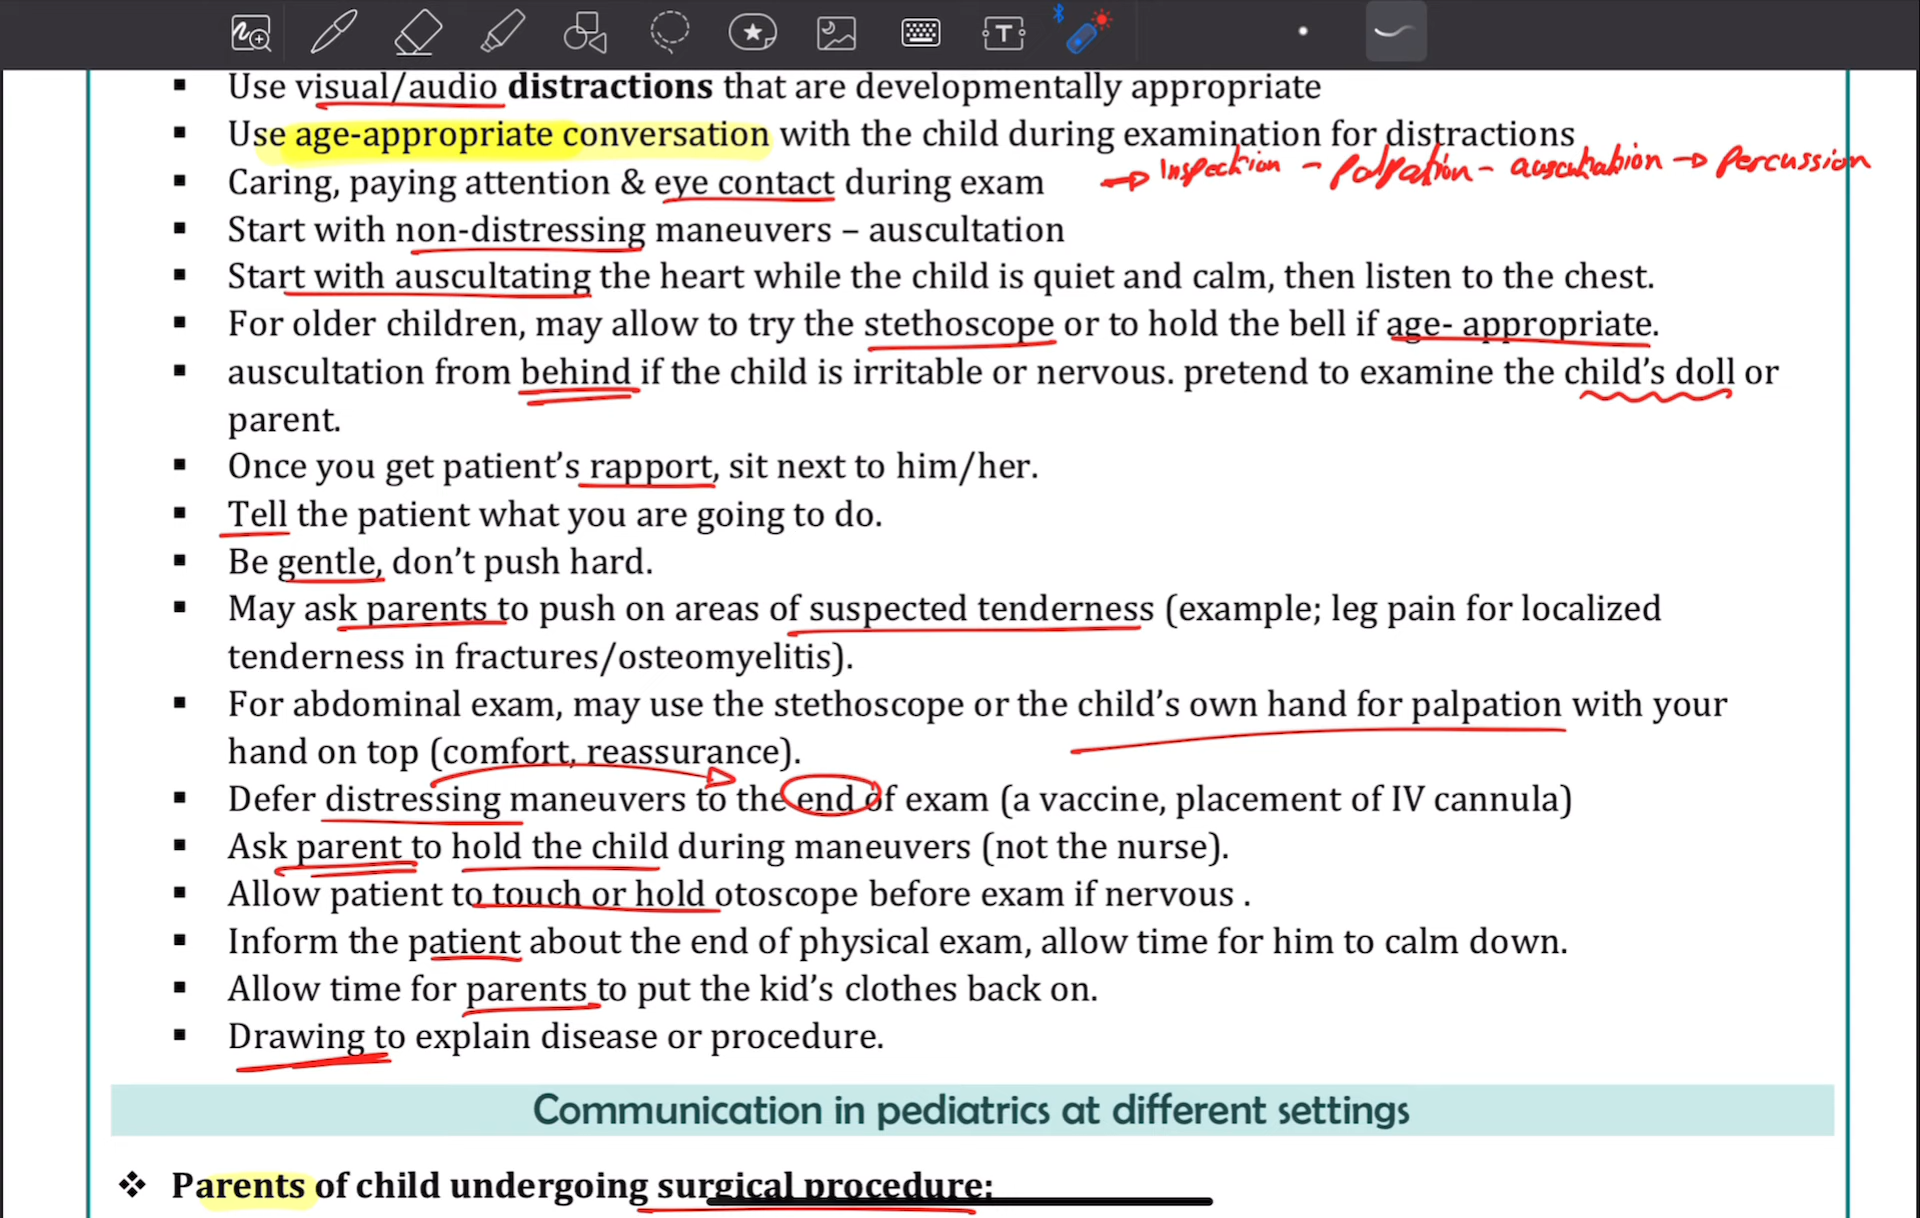 ▪ Use visual/audio distractions that are developmentally appropriate
▪ Use age-appropriate conversation with the child during examination for distractions
→ Inspection - palpation - auscultation → percussion
▪ Caring, paying attention & eye contact during exam
▪ Start with non-distressing maneuvers – auscultation
▪ Start with auscultating the heart while the child is quiet and calm, then listen to the chest.
▪ For older children, may allow to try the stethoscope or to hold the bell if age- appropriate.
▪ auscultation from behind if the child is irritable or nervous. pretend to examine the child's doll or
parent.
▪ Once you get patient's rapport, sit next to him/her.
▪ Tell the patient what you are going to do.
▪ Be gentle, don't push hard.
▪ May ask parents to push on areas of suspected tenderness (example; leg pain for localized
tenderness in fractures/osteomyelitis).
▪ For abdominal exam, may use the stethoscope or the child's own hand for palpation with your
hand on top (comfort, reassurance).
▪ Defer distressing maneuvers to the end of exam (a vaccine, placement of IV cannula)
▪ Ask parent to hold the child during maneuvers (not the nurse).
▪ Allow patient to touch or hold otoscope before exam if nervous .
▪ Inform the patient about the end of physical exam, allow time for him to calm down.
▪ Allow time for parents to put the kid's clothes back on.
▪ Drawing to explain disease or procedure.
Communication in pediatrics at different settings
❖ Parents of child undergoing surgical procedure: